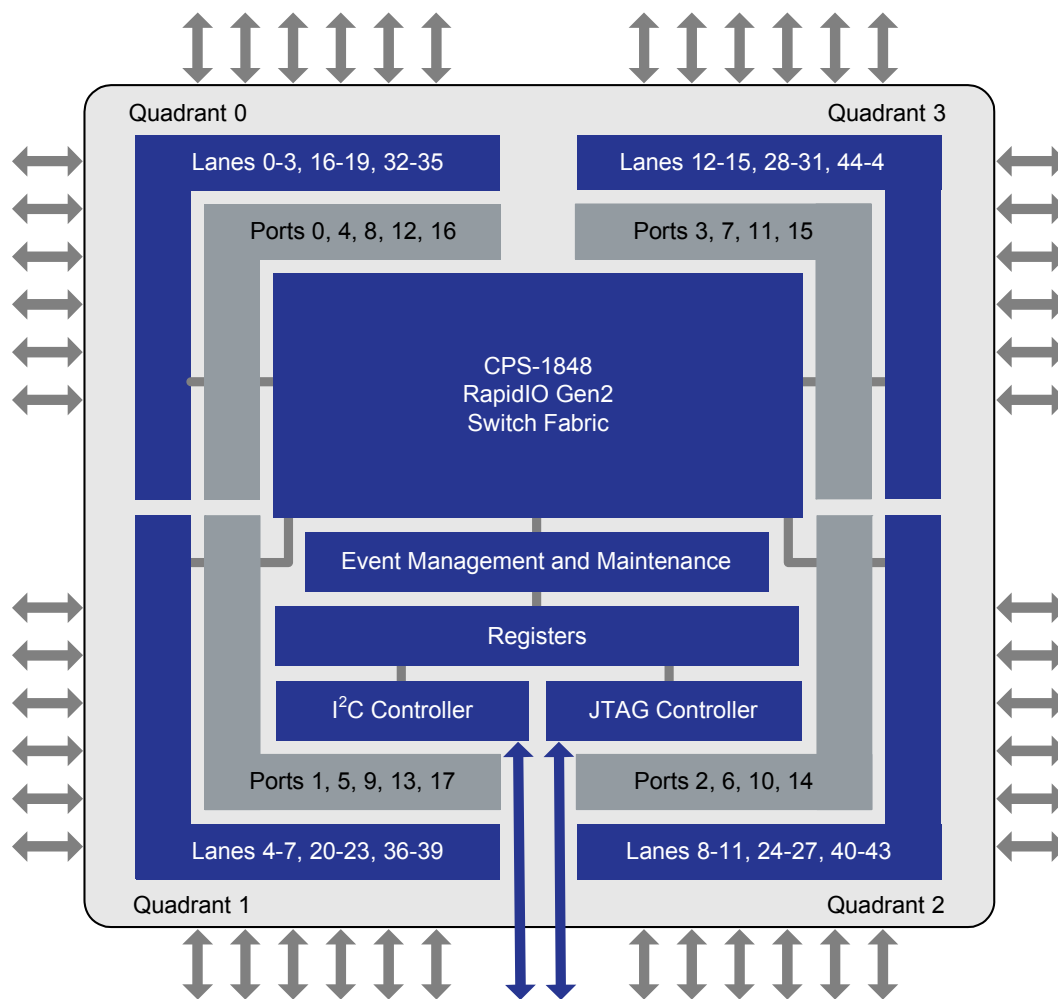 Quadrant 0
Quadrant 3
Lanes 0-3, 16-19, 32-35
Lanes 12-15, 28-31, 44-4
Ports 0, 4, 8, 12, 16
Ports 3, 7, 11, 15
CPS-1848
RapidIO Gen2
Switch Fabric
Event Management and Maintenance
Registers
I²C Controller
JTAG Controller
Ports 1, 5, 9, 13, 17
Ports 2, 6, 10, 14
Lanes 4-7, 20-23, 36-39
Lanes 8-11, 24-27, 40-43
Quadrant 1
Quadrant 2